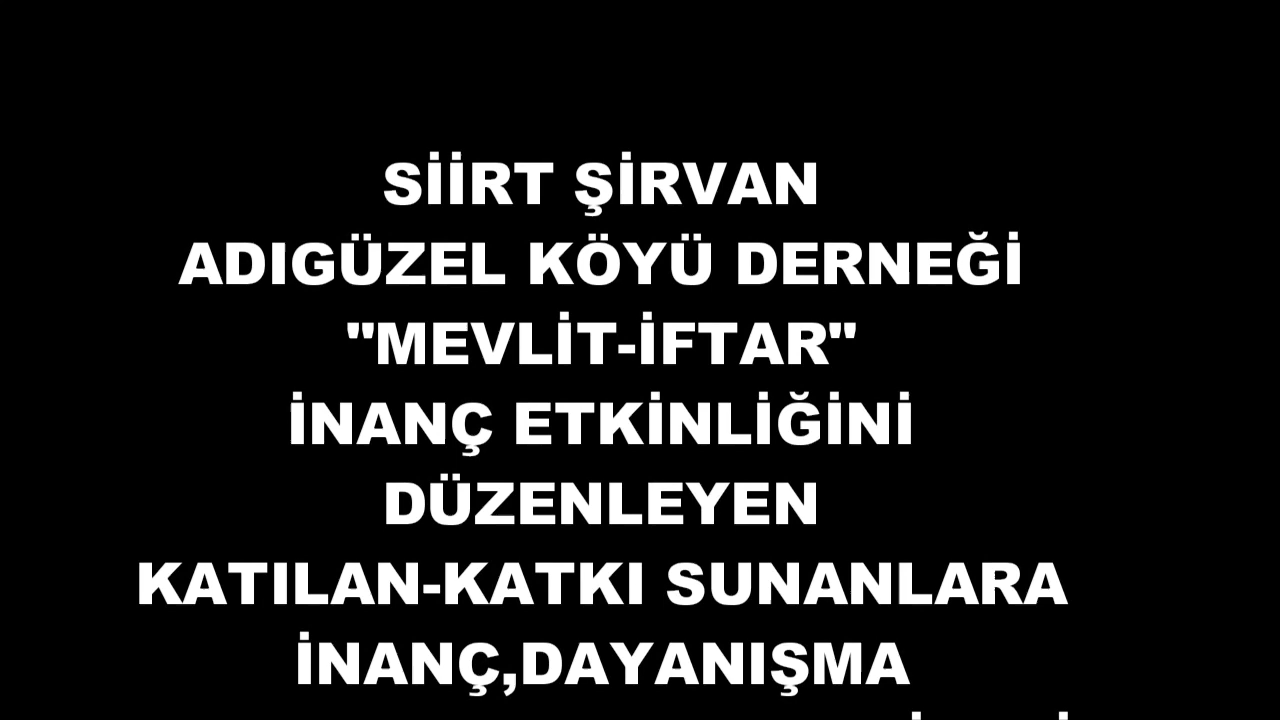 SİİRT ŞİRVAN
ADIGÜZEL KÖYÜ DERNEĞİ
"MEVLİT-İFTAR"
İNANÇ ETKİNLİĞİNİ
DÜZENLEYEN
KATILAN-KATKI SUNANLARA
İNANÇ,DAYANIŞMA